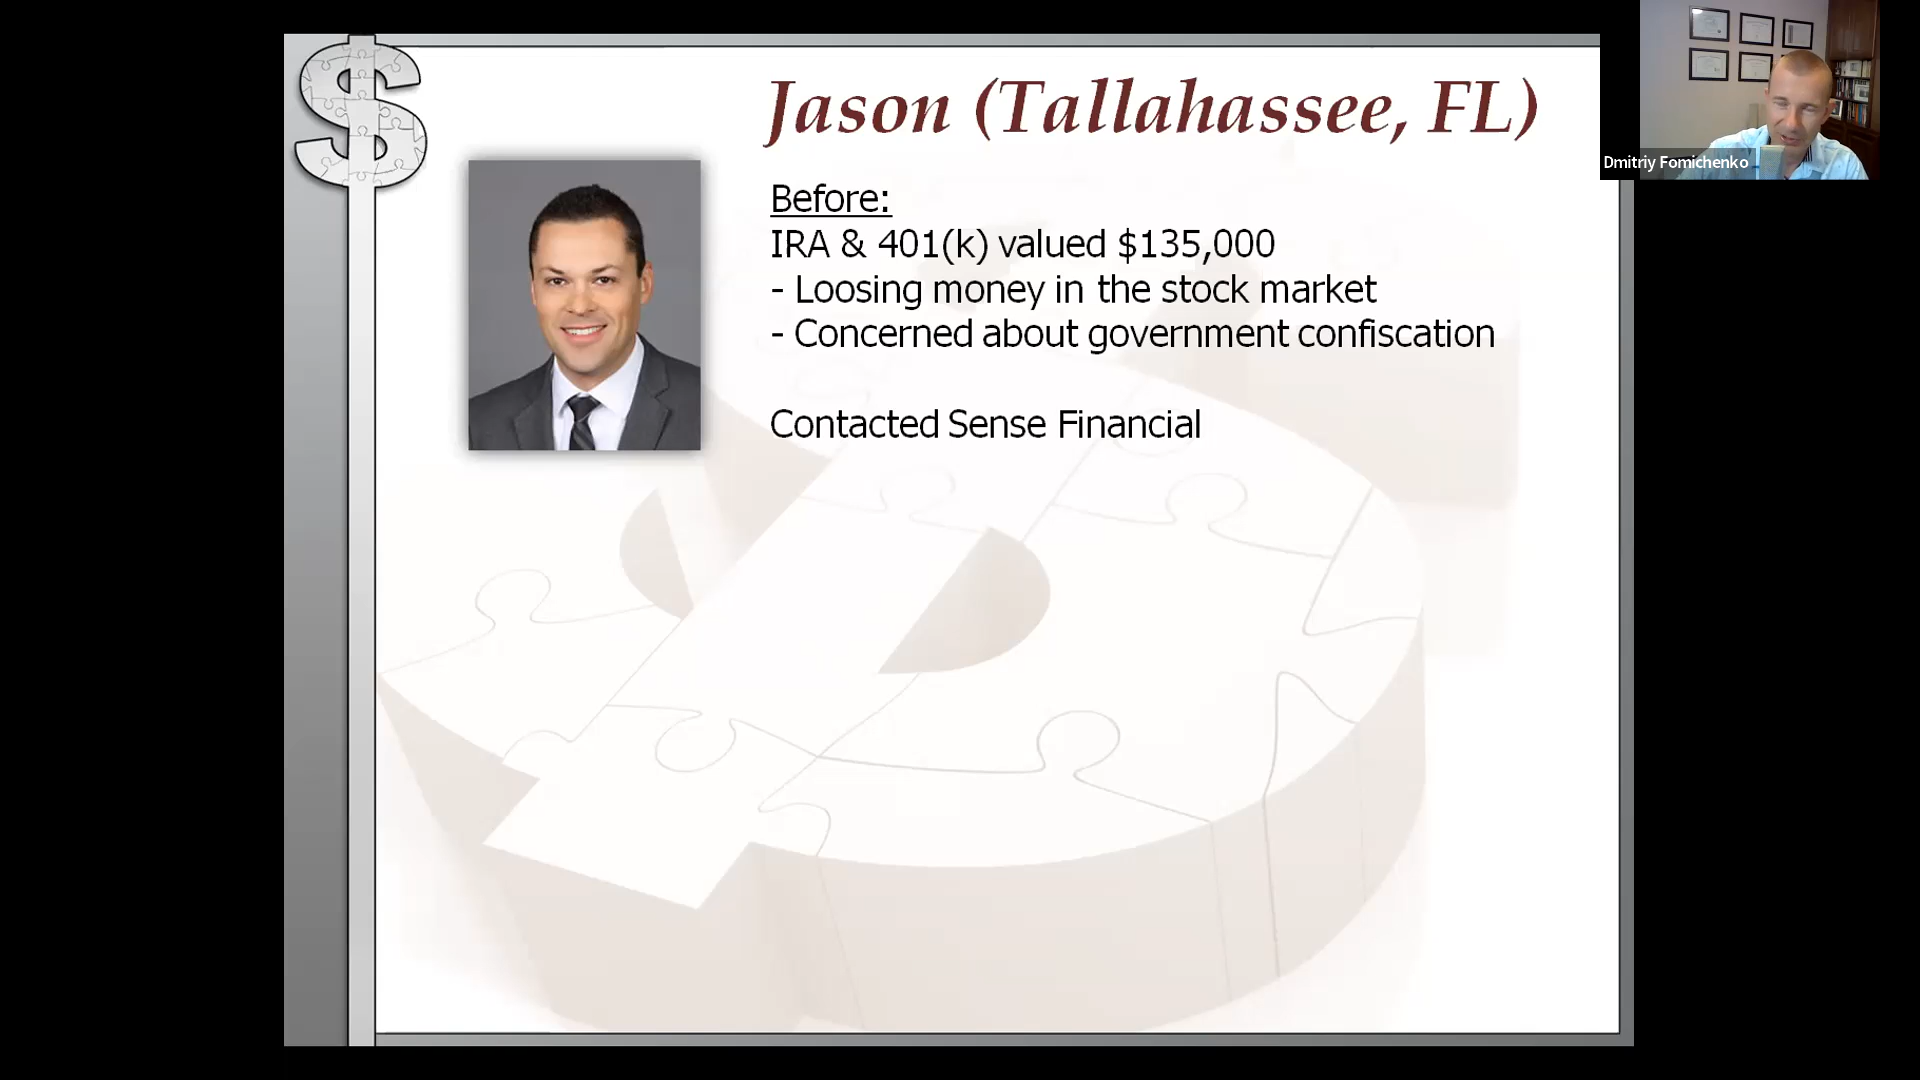 Jason (Tallahassee, FL)
Before:
IRA & 401(k) valued $135,000
- Loosing money in the stock market
- Concerned about government confiscation
Contacted Sense Financial
Dmitriy Fomichenko